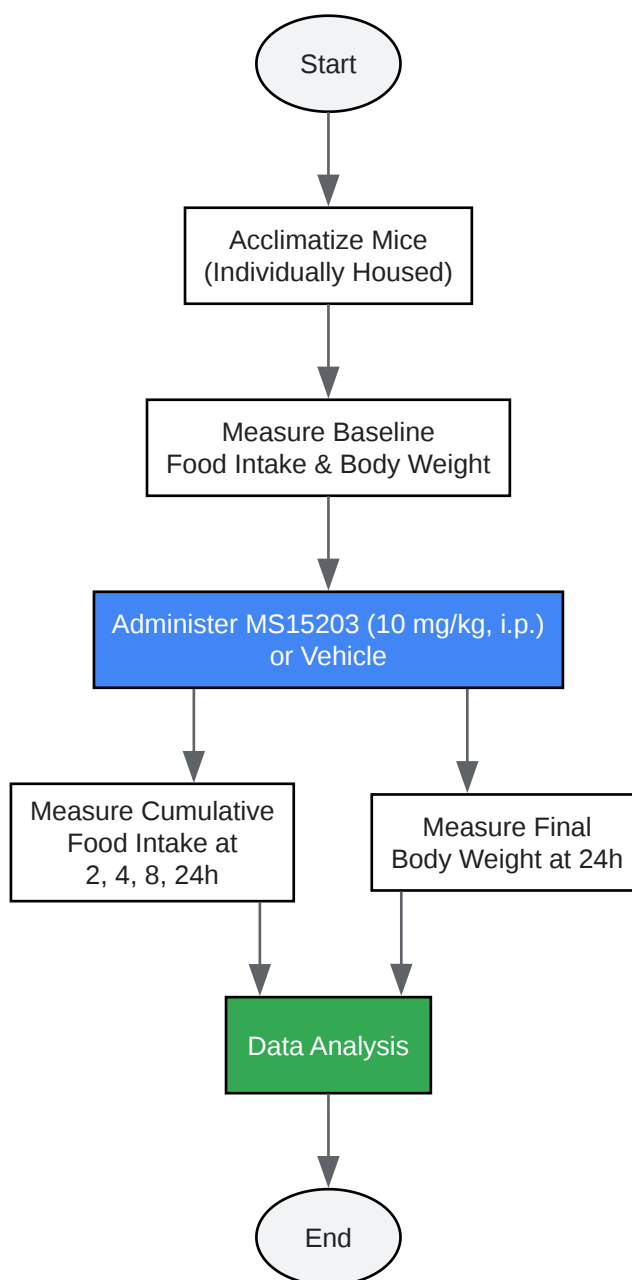 Start
Acclimatize Mice
(Individually Housed)
Measure Baseline
Food Intake & Body Weight
Administer MS15203 (10 mg/kg, i.p.)
or Vehicle
Measure Cumulative
Food Intake at
2, 4, 8, 24h
Measure Final
Body Weight at 24h
Data Analysis
End